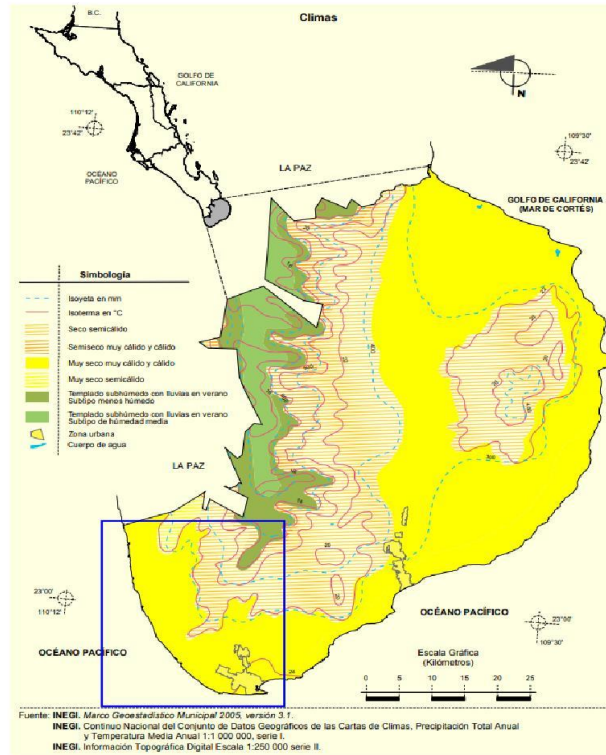 Climas
B.C.
GOLFO DE
CALIFORNIA
N
110°12'
23°42'
109°30'
23°42'
OCÉANO
PACÍFICO
LA PAZ
GOLFO DE CALIFORNIA
(MAR DE CORTÉS)
Simbología
Isoyeta en mm
Isoterma en °C
Seco semicálido
Semiseco muy cálido y cálido
Muy seco muy cálido y cálido
Muy seco semicálido
Templado subhúmedo con lluvias en verano
Subtipo menos húmedo
Templado subhúmedo con lluvias en verano
Subtipo de húmedad media
Zona urbana
Cuerpo de agua
LA PAZ
23°00'
110°12'
OCÉANO PACÍFICO
OCÉANO PACÍFICO
23°00'
109°30'
24
Escala Gráfica
(Kilómetros)
0 5 10 15 20 25
Fuente: INEGI. Marco Geoestadístico Municipal 2005, versión 3.1.
INEGI. Continuo Nacional del Conjunto de Datos Geográficos de las Cartas de Climas, Precipitación Total Anual
y Temperatura Media Anual 1:1 000 000, serie I.
INEGI. Información Topográfica Digital Escala 1:250 000 serie II.